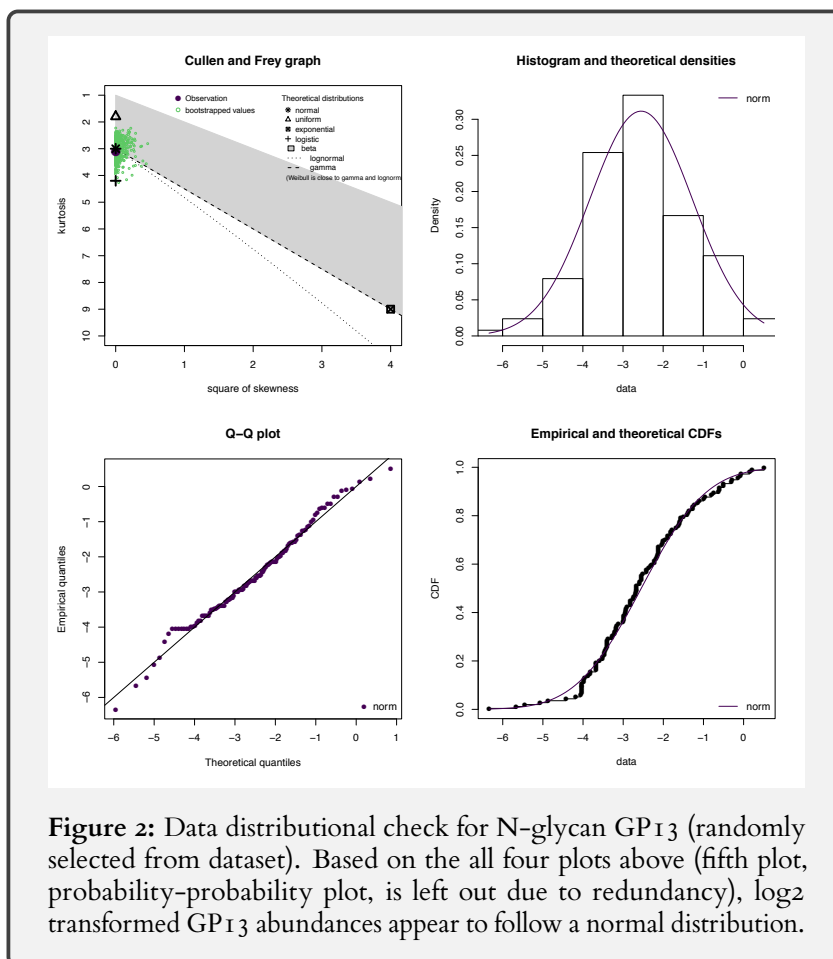 Cullen and Frey graph
Observation
bootstrapped values
Theoretical distributions
normal
uniform
exponential
logistic
beta
lognormal
gamma
(Weibull is close to gamma and lognorm
kurtosis
1
2
3
4
5
6
7
8
9
10
0
1
2
3
4
square of skewness
Histogram and theoretical densities
norm
Density
0.30
0.25
0.20
0.15
0.10
0.05
0.00
−6
−5
−4
−3
−2
−1
0
data
Q−Q plot
Empirical quantiles
0
−1
−2
−3
−4
−5
−6
norm
−6
−5
−4
−3
−2
−1
0
1
Theoretical quantiles
Empirical and theoretical CDFs
CDF
1.0
0.8
0.6
0.4
0.2
0.0
norm
−6
−5
−4
−3
−2
−1
0
data
Figure 2: Data distributional check for N-glycan GP13 (randomly
selected from dataset). Based on the all four plots above (fifth plot,
probability-probability plot, is left out due to redundancy), log2
transformed GP13 abundances appear to follow a normal distribution.